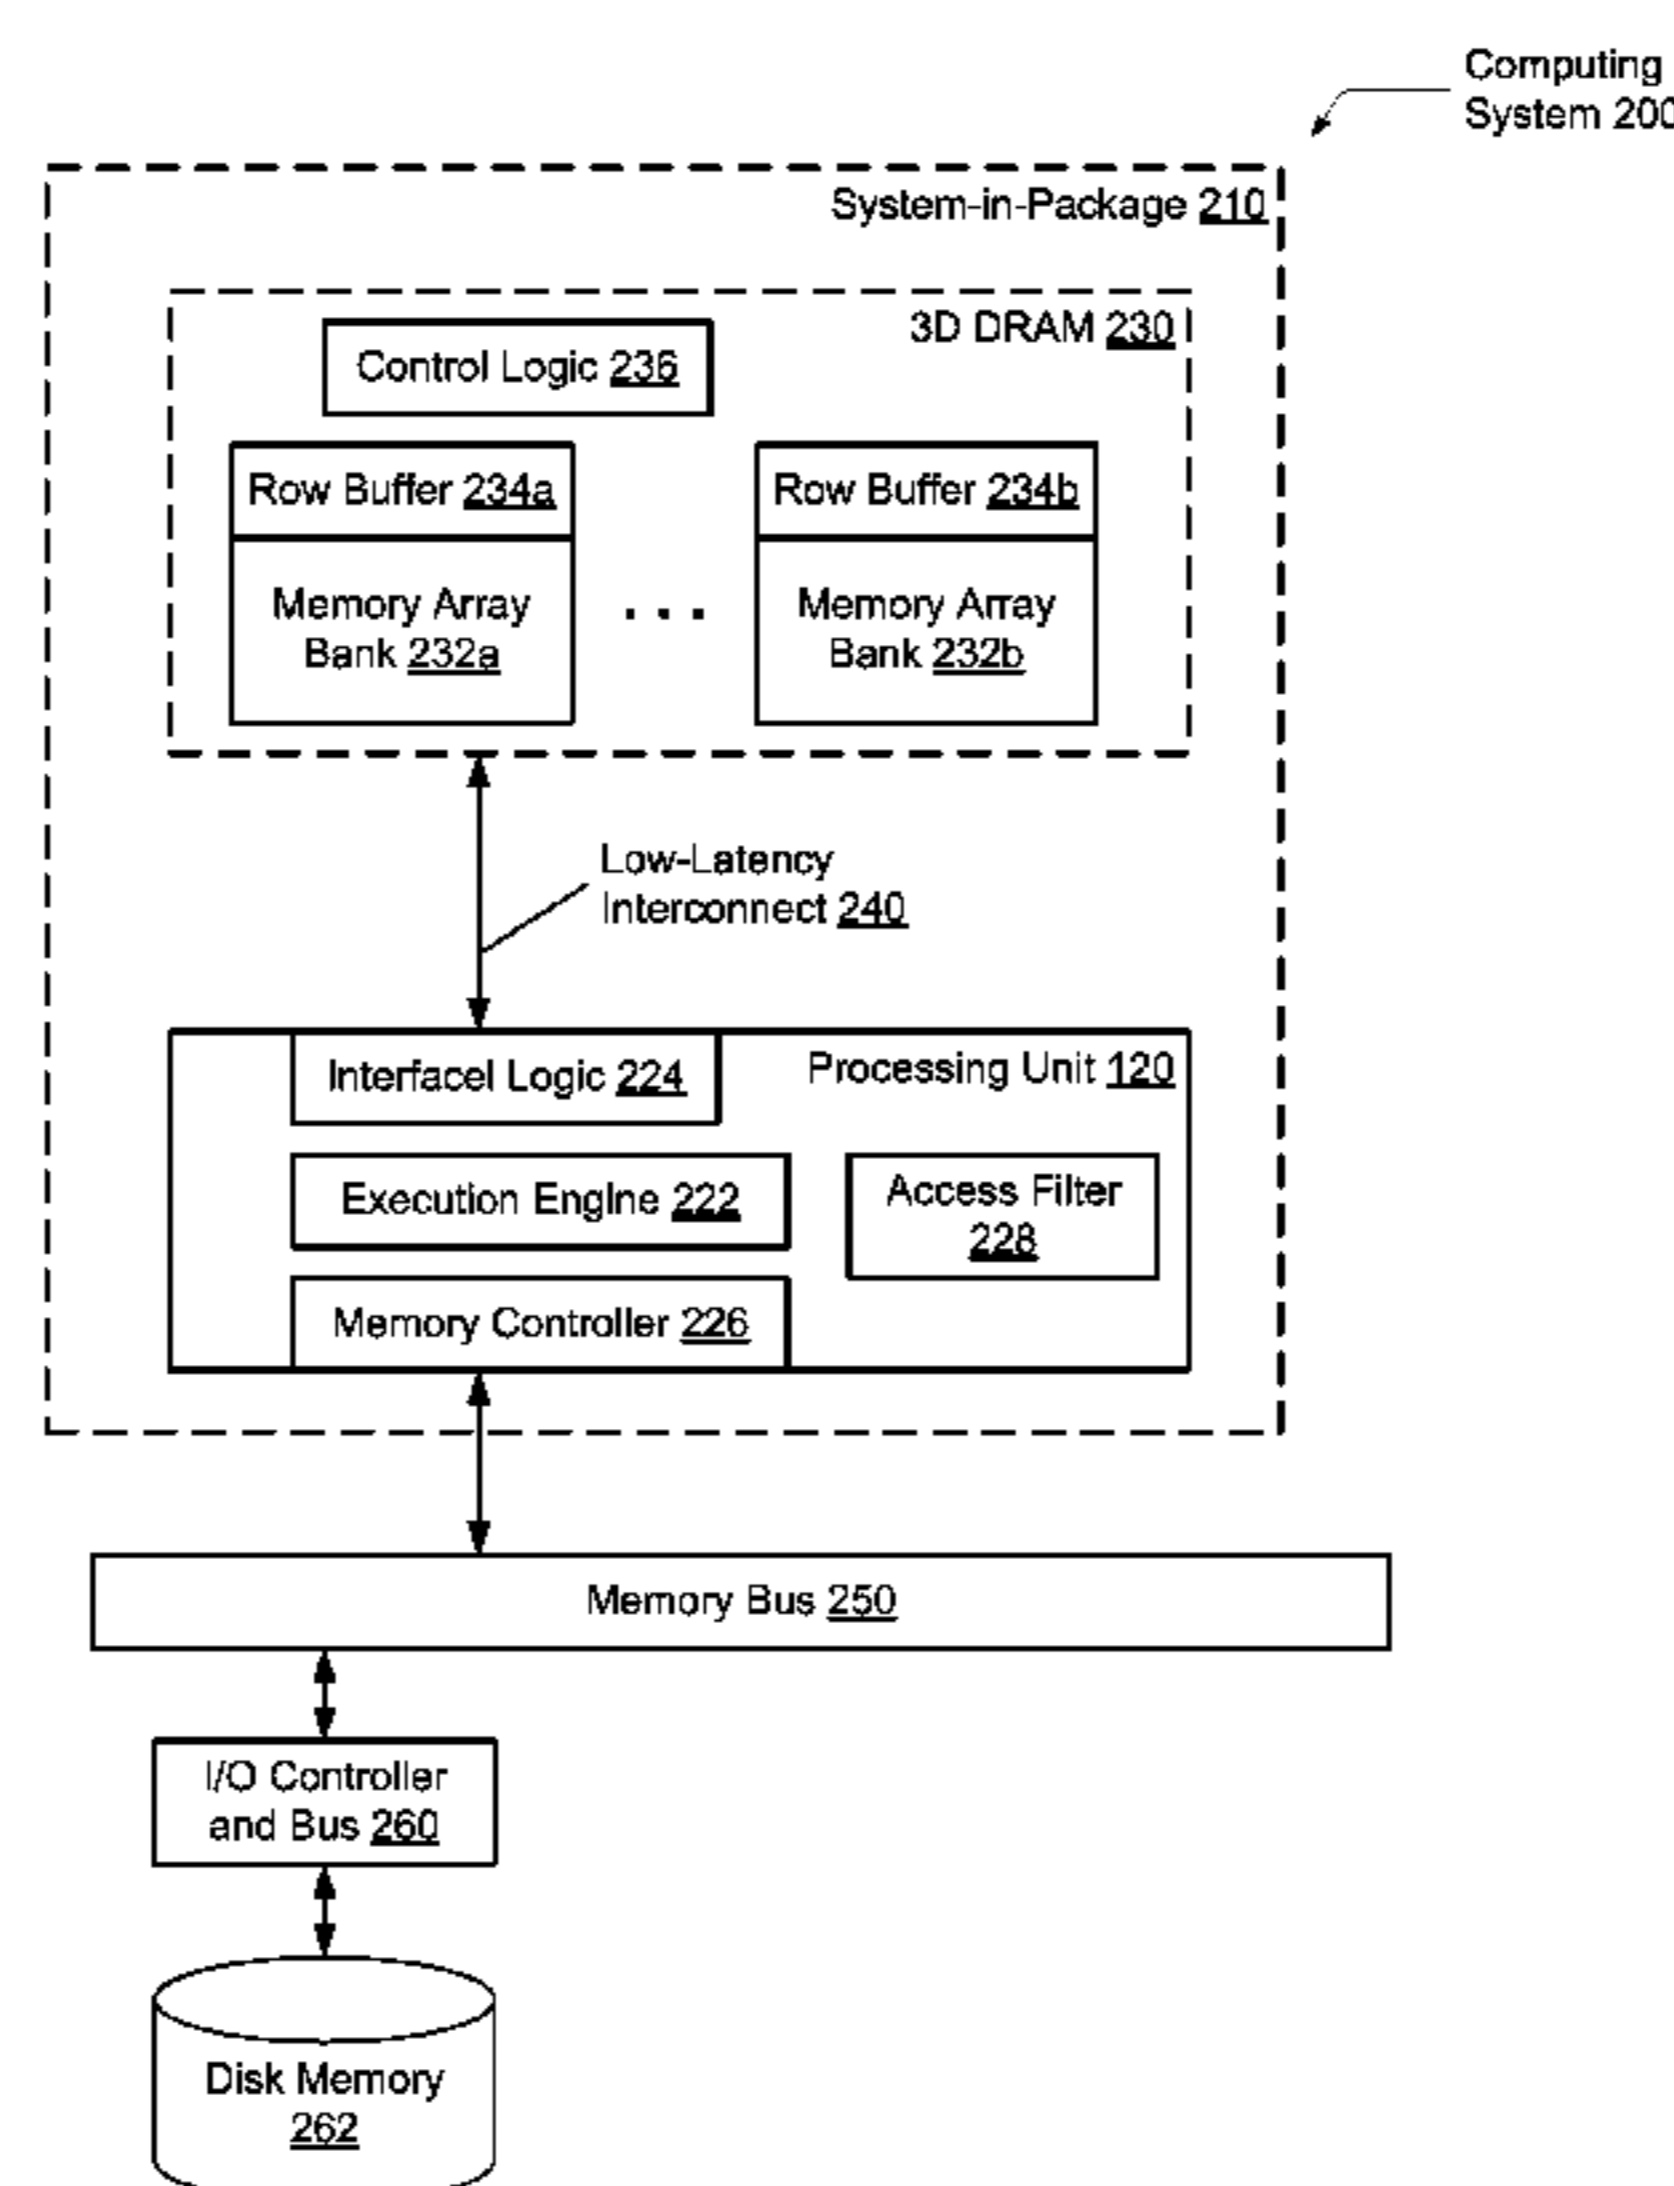 Computing
System 200
System-in-Package 210
3D DRAM 230
Control Logic 236
Row Buffer 234a
Row Buffer 234b
Memory Array
Bank 232a
. . .
Memory Array
Bank 232b
Low-Latency
Interconnect 240
Interfacel Logic 224
Processing Unit 120
Execution Engine 222
Access Filter
228
Memory Controller 226
Memory Bus 250
I/O Controller
and Bus 260
Disk Memory
262